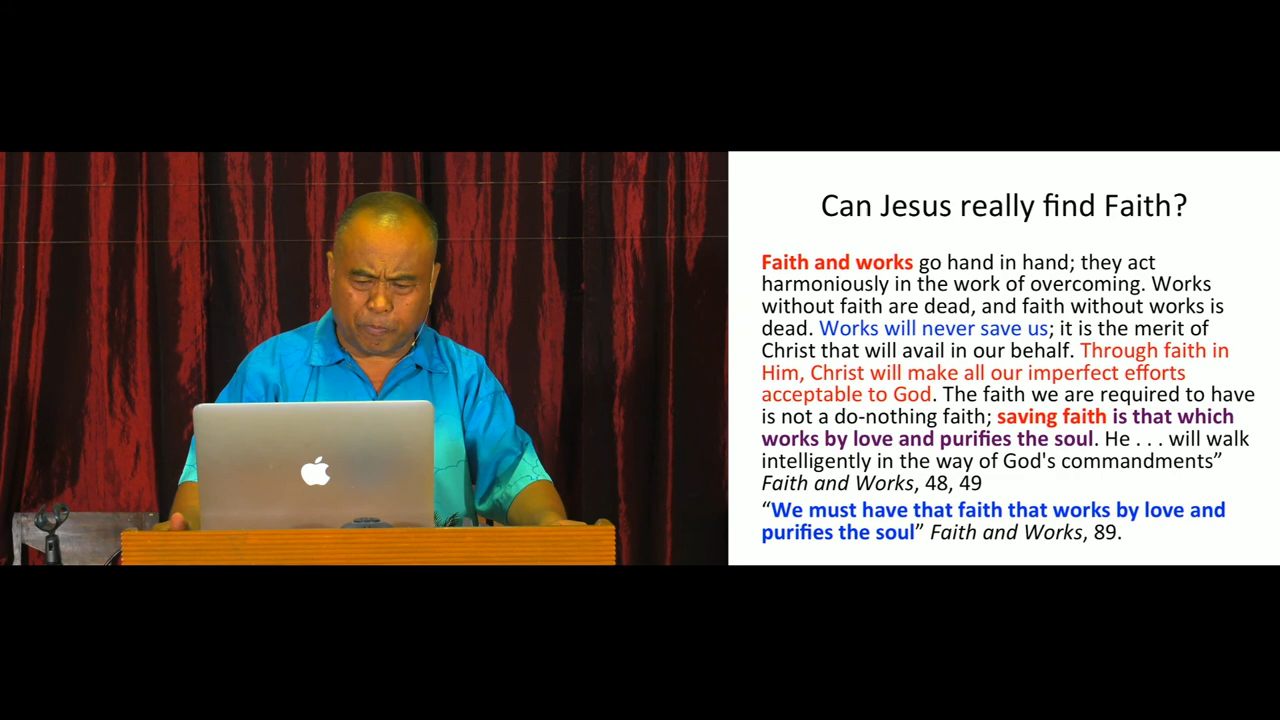 Can Jesus really find Faith?
Faith and works go hand in hand; they act
harmoniously in the work of overcoming. Works
without faith are dead, and faith without works is
dead. Works will never save us; it is the merit of
Christ that will avail in our behalf. Through faith in
Him, Christ will make all our imperfect efforts
acceptable to God. The faith we are required to have
is not a do-nothing faith; saving faith is that which
works by love and purifies the soul. He . . . will walk
intelligently in the way of God's commandments”
Faith and Works, 48, 49
“We must have that faith that works by love and
purifies the soul” Faith and Works, 89.